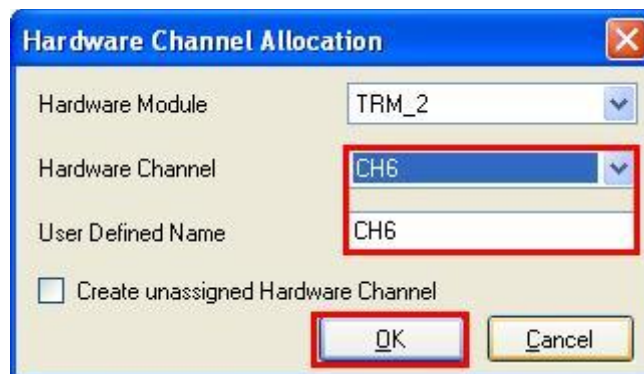 Hardware Channel Allocation
Hardware Module TRM_2
Hardware Channel CH6
User Defined Name CH6
Create unassigned Hardware Channel
OK Cancel